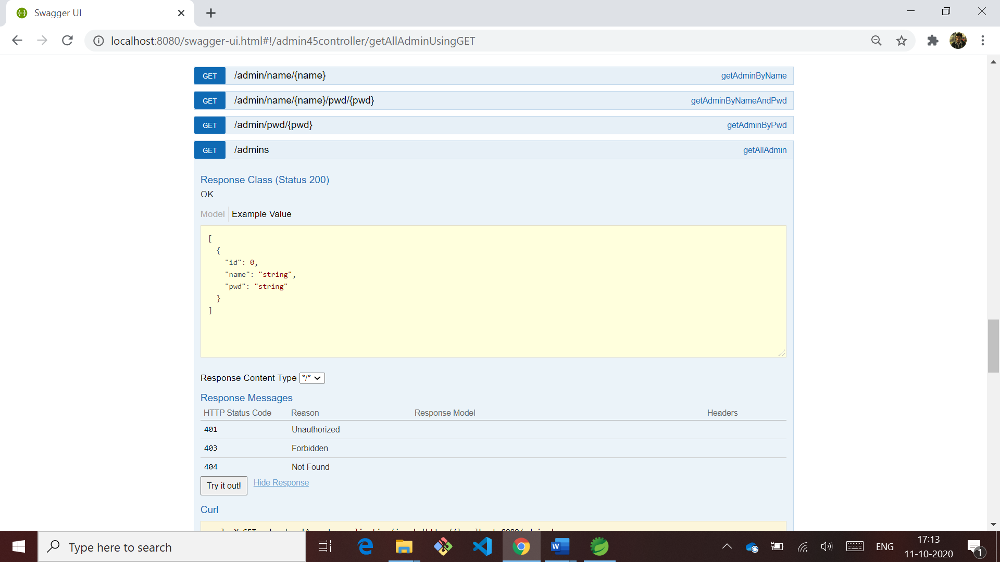 Swagger UI
localhost:8080/swagger-ui.html#!/admin45controller/getAllAdminUsingGET
GET /admin/name/{name} getAdminByName
GET /admin/name/{name}/pwd/{pwd} getAdminByNameAndPwd
GET /admin/pwd/{pwd} getAdminByPwd
GET /admins getAllAdmin
Response Class (Status 200)
OK
Model Example Value
[
{
"id": 0,
"name": "string",
"pwd": "string"
}
]
Response Content Type */*
Response Messages
HTTP Status Code Reason Response Model Headers
401 Unauthorized
403 Forbidden
404 Not Found
Try it out! Hide Response
Curl
Type here to search
ENG
17:13
11-10-2020
1